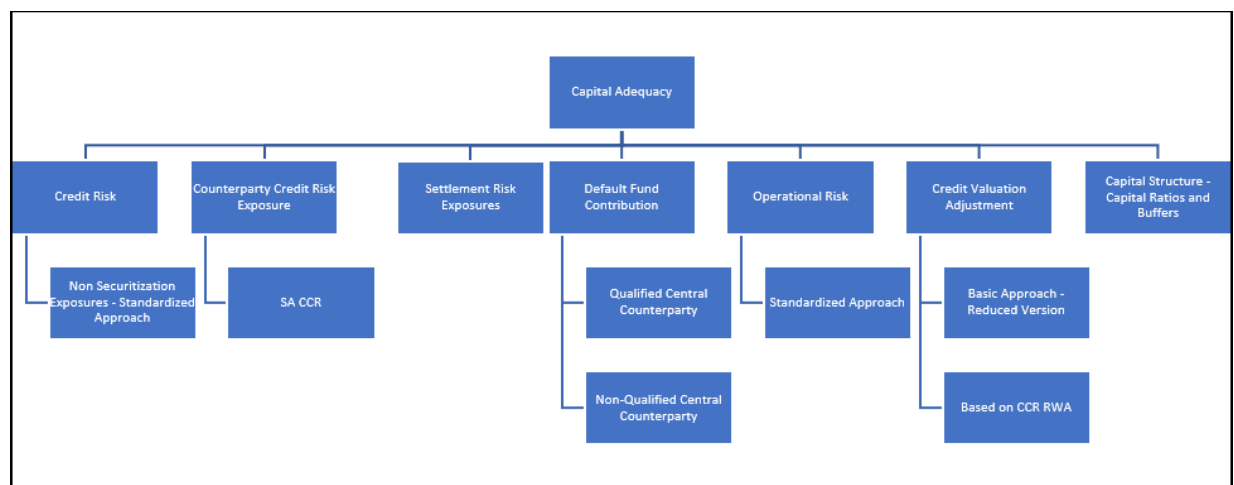 Capital Adequacy
Credit Risk
Counterparty Credit Risk
Exposure
Settlement Risk
Exposures
Default Fund
Contribution
Operational Risk
Credit Valuation
Adjustment
Capital Structure -
Capital Ratios and
Buffers
Non Securitization
Exposures - Standardized
Approach
SA CCR
Qualified Central
Counterparty
Standardized Approach
Basic Approach -
Reduced Version
Non-Qualified Central
Counterparty
Based on CCR RWA